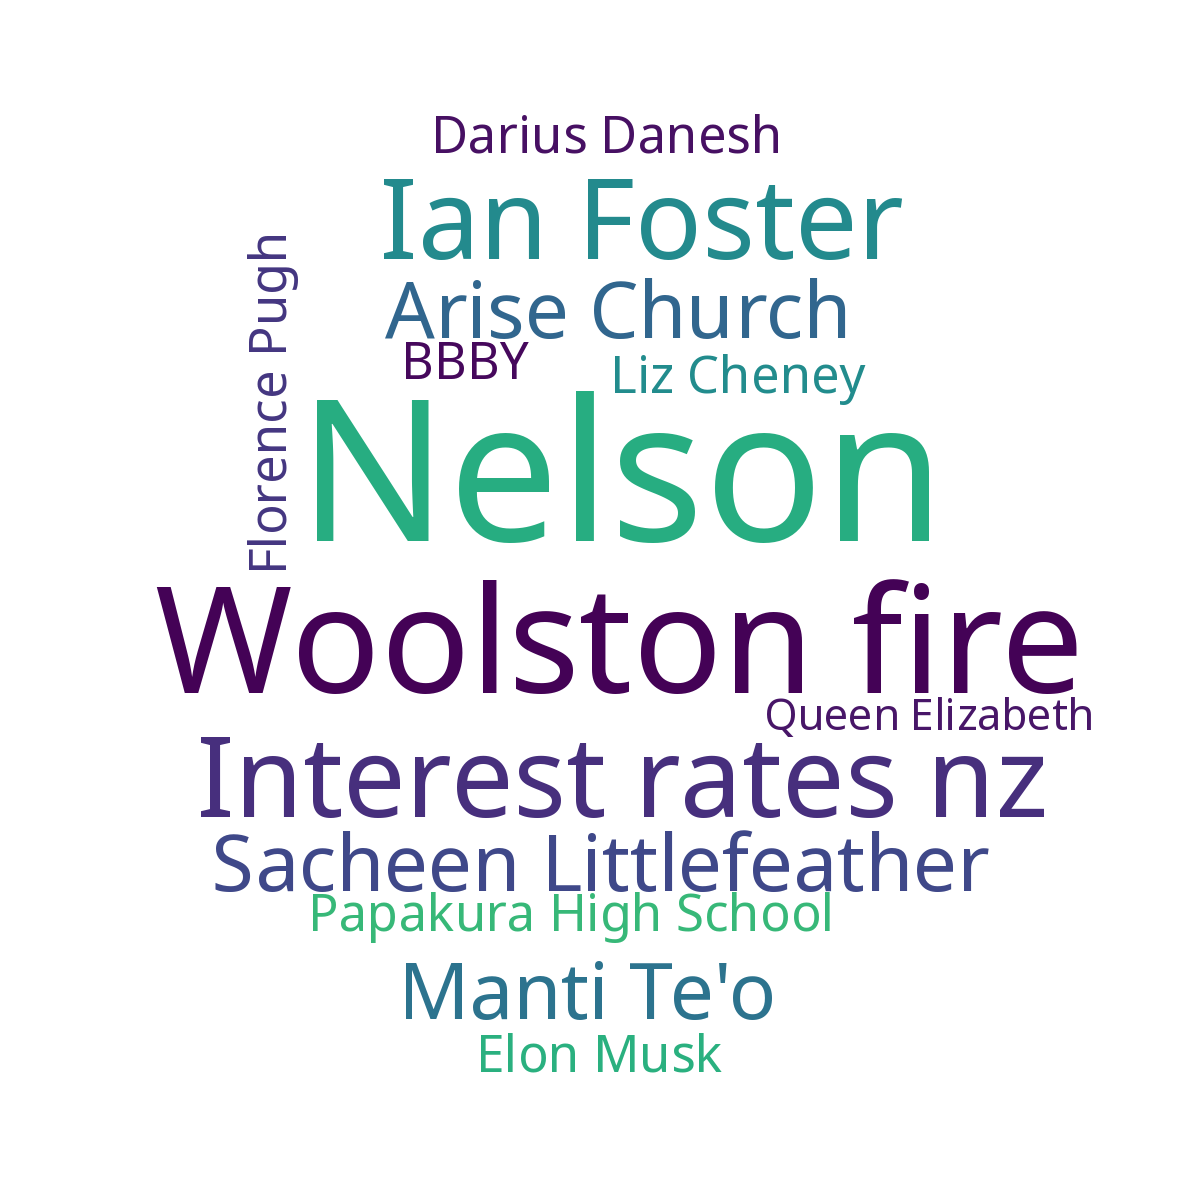 Darius Danesh
Ian Foster
Florence Pugh
Arise Church
BBBY
Liz Cheney
Nelson
Woolston fire
Queen Elizabeth
Interest rates nz
Sacheen Littlefeather
Papakura High School
Manti Te'o
Elon Musk